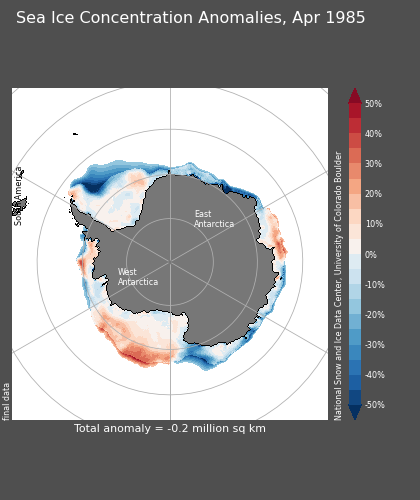 Sea Ice Concentration Anomalies, Apr 1985
South America
East
Antarctica
West
Antarctica
final data
50%
40%
30%
20%
10%
0%
-10%
-20%
-30%
-40%
-50%
National Snow and Ice Data Center, University of Colorado Boulder
Total anomaly = -0.2 million sq km